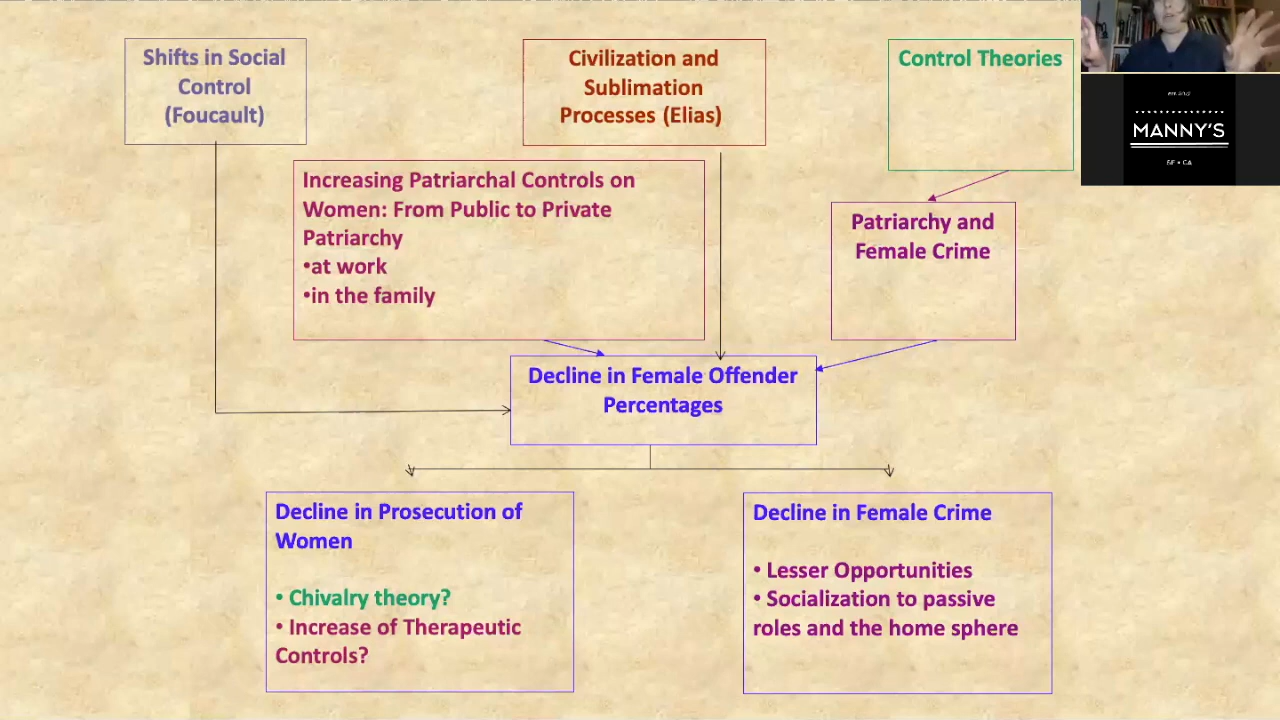 Shifts in Social
Control
(Foucault)
Civilization and
Sublimation
Processes (Elias)
Control Theories
MANNY'S
SF • CA
Increasing Patriarchal Controls on
Women: From Public to Private
Patriarchy
•at work
•in the family
Patriarchy and
Female Crime
Decline in Female Offender
Percentages
Decline in Prosecution of
Women
• Chivalry theory?
• Increase of Therapeutic
Controls?
Decline in Female Crime
• Lesser Opportunities
• Socialization to passive
roles and the home sphere